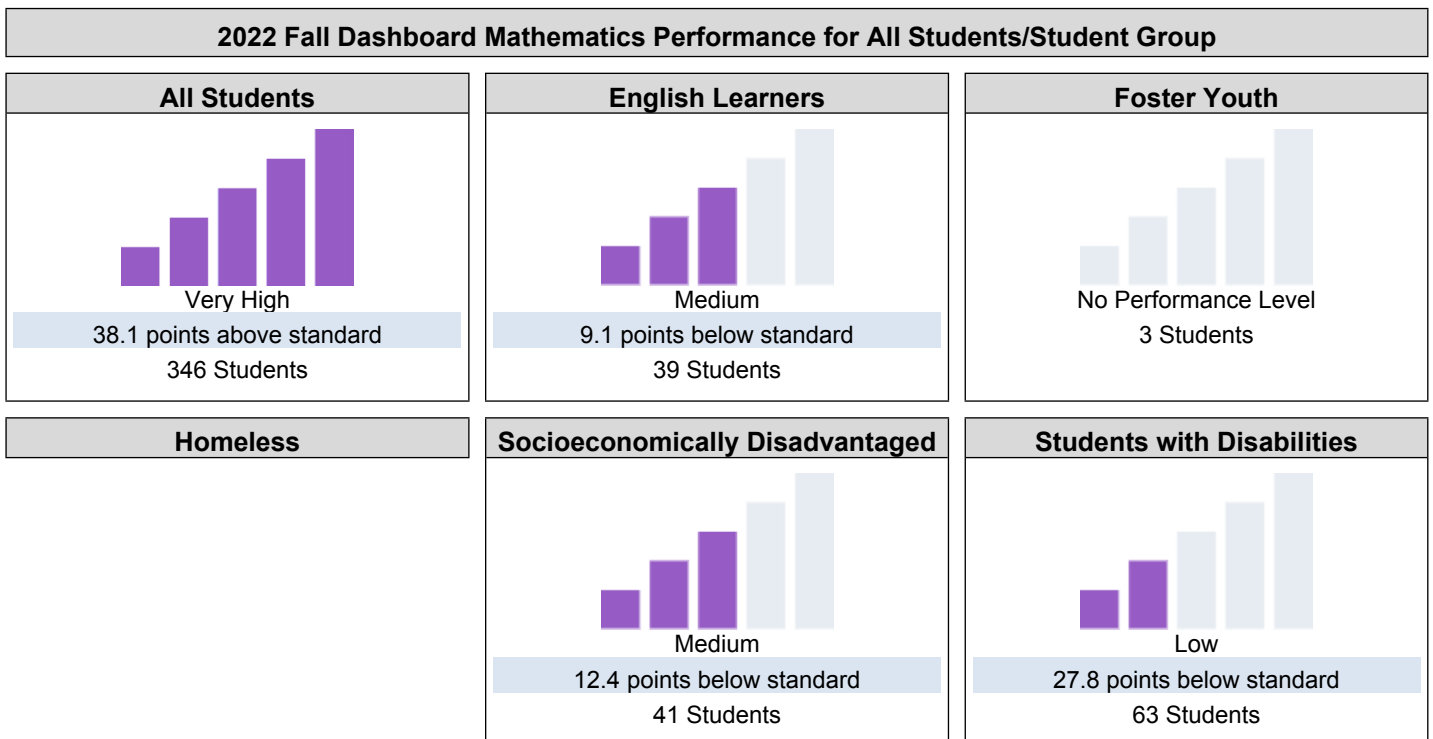 2022 Fall Dashboard Mathematics Performance for All Students/Student Group
All Students
Very High
38.1 points above standard
346 Students
English Learners
Medium
9.1 points below standard
39 Students
Foster Youth
No Performance Level
3 Students
Homeless
Socioeconomically Disadvantaged
Medium
12.4 points below standard
41 Students
Students with Disabilities
Low
27.8 points below standard
63 Students